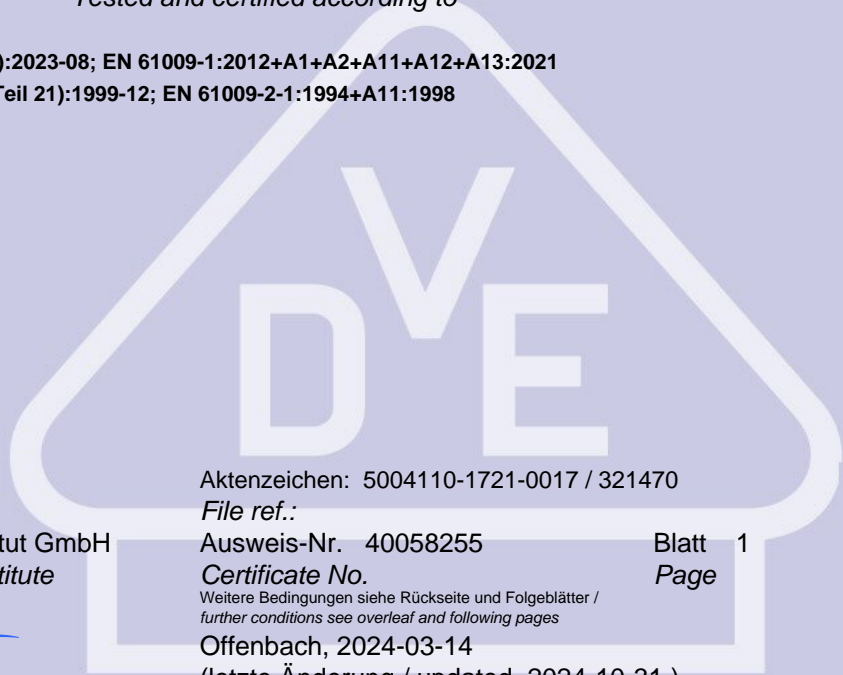 Tested and certified according to
):2023-08; EN 61009-1:2012+A1+A2+A11+A12+A13:2021
Teil 21):1999-12; EN 61009-2-1:1994+A11:1998
VDE
Aktenzeichen: 5004110-1721-0017 / 321470
File ref.:
tut GmbH Ausweis-Nr. 40058255 Blatt 1
titute Certificate No. Page
Weitere Bedingungen siehe Rückseite und Folgeblätter /
further conditions see overleaf and following pages
Offenbach, 2024-03-14
(letzte Änderung / updated 2024-10-31 )